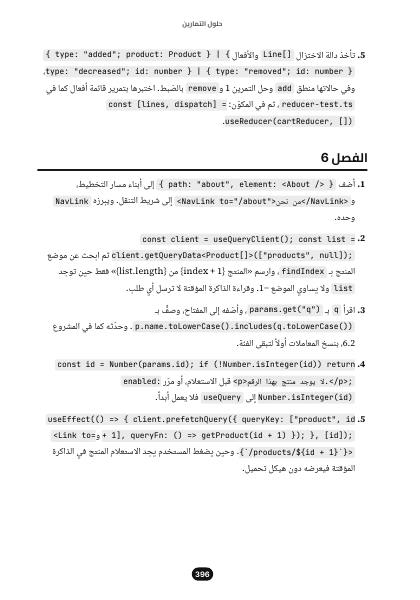 حلول التمارين
5. تأخذ دالة الاختزال Line[] والأفعال { type: "added"; product: Product } |
{ type: "decreased"; id: number } | { type: "removed"; id: number }،
وفي حالاتها منطق add وحل التمرين 1 و remove بالضبط. اختبرها بتمرير قائمة أفعال كما في
reducer-test.ts، ثم في المكوّن: const [lines, dispatch] =
useReducer(cartReducer, []).
الفصل 6
1. أضف { path: "about", element: <About /> } إلى أبناء مسار التخطيط،
و <NavLink to="/about">من نحن</NavLink> إلى شريط التنقل. ويبرزه NavLink
وحده.
2. const client = useQueryClient(); const list =
client.getQueryData<Product[]>(["products", null]); ثم ابحث عن موضع
المنتج بـ findIndex، وارسم «المنتج {index + 1} من {list.length}» فقط حين توجد
list ولا يساوي الموضع −1. وقراءة الذاكرة المؤقتة لا ترسل أي طلب.
3. اقرأ q بـ params.get("q")، وأضفه إلى المفتاح، وصفِّ بـ
p.name.toLowerCase().includes(q.toLowerCase()). وحدّثه كما في المشروع
6.2، بنسخ المعاملات أولاً لتبقى الفئة.
4. const id = Number(params.id); if (!Number.isInteger(id)) return
<p>لا يوجد منتج بهذا الرقم.</p>; قبل الاستعلام، أو مرّر enabled:
Number.isInteger(id) إلى useQuery فلا يعمل أبداً.
5. useEffect(() => { client.prefetchQuery({ queryKey: ["product", id
+ 1], queryFn: () => getProduct(id + 1) }); }, [id]); و <Link to=
{`/products/${id + 1}`}>. وحين يضغط المستخدم يجد الاستعلام المنتج في الذاكرة
المؤقتة فيعرضه دون هيكل تحميل.
396